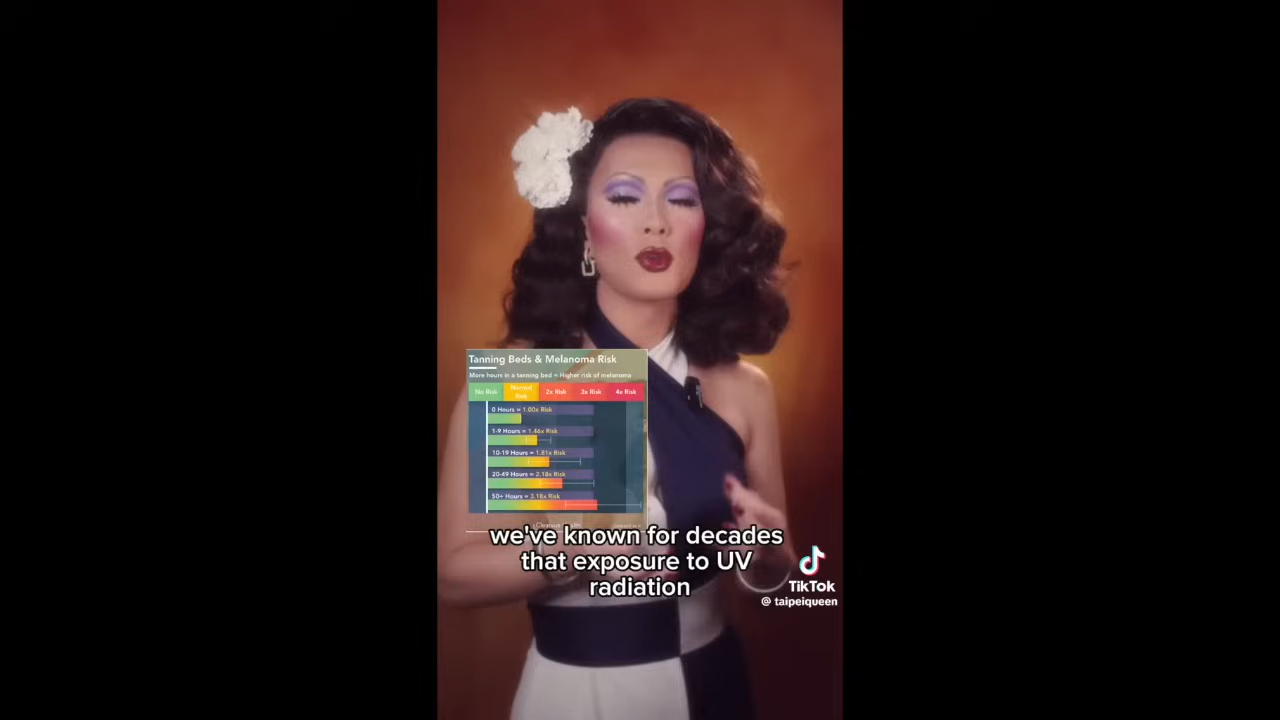 Tanning Beds & Melanoma Risk
More hours in a tanning bed = Higher risk of melanoma
No Risk
Normal Risk
2x Risk
3x Risk
4x Risk
0 Hours = 1.00x Risk
1-9 Hours = 1.46x Risk
10-19 Hours = 1.81x Risk
20-49 Hours = 2.18x Risk
50+ Hours = 3.18x Risk
we've known for decades
that exposure to UV
radiation
TikTok
@ taipeiqueen